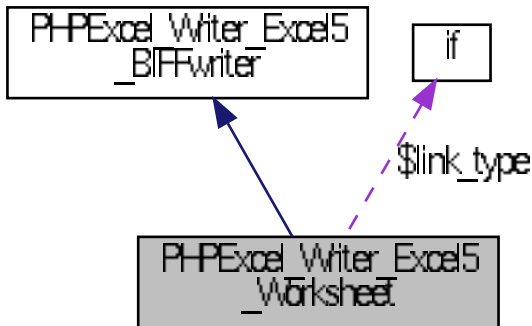 PHPExcel_Writer_Excel5
_BIFFwriter
if
$link_type
PHPExcel_Writer_Excel5
_Worksheet